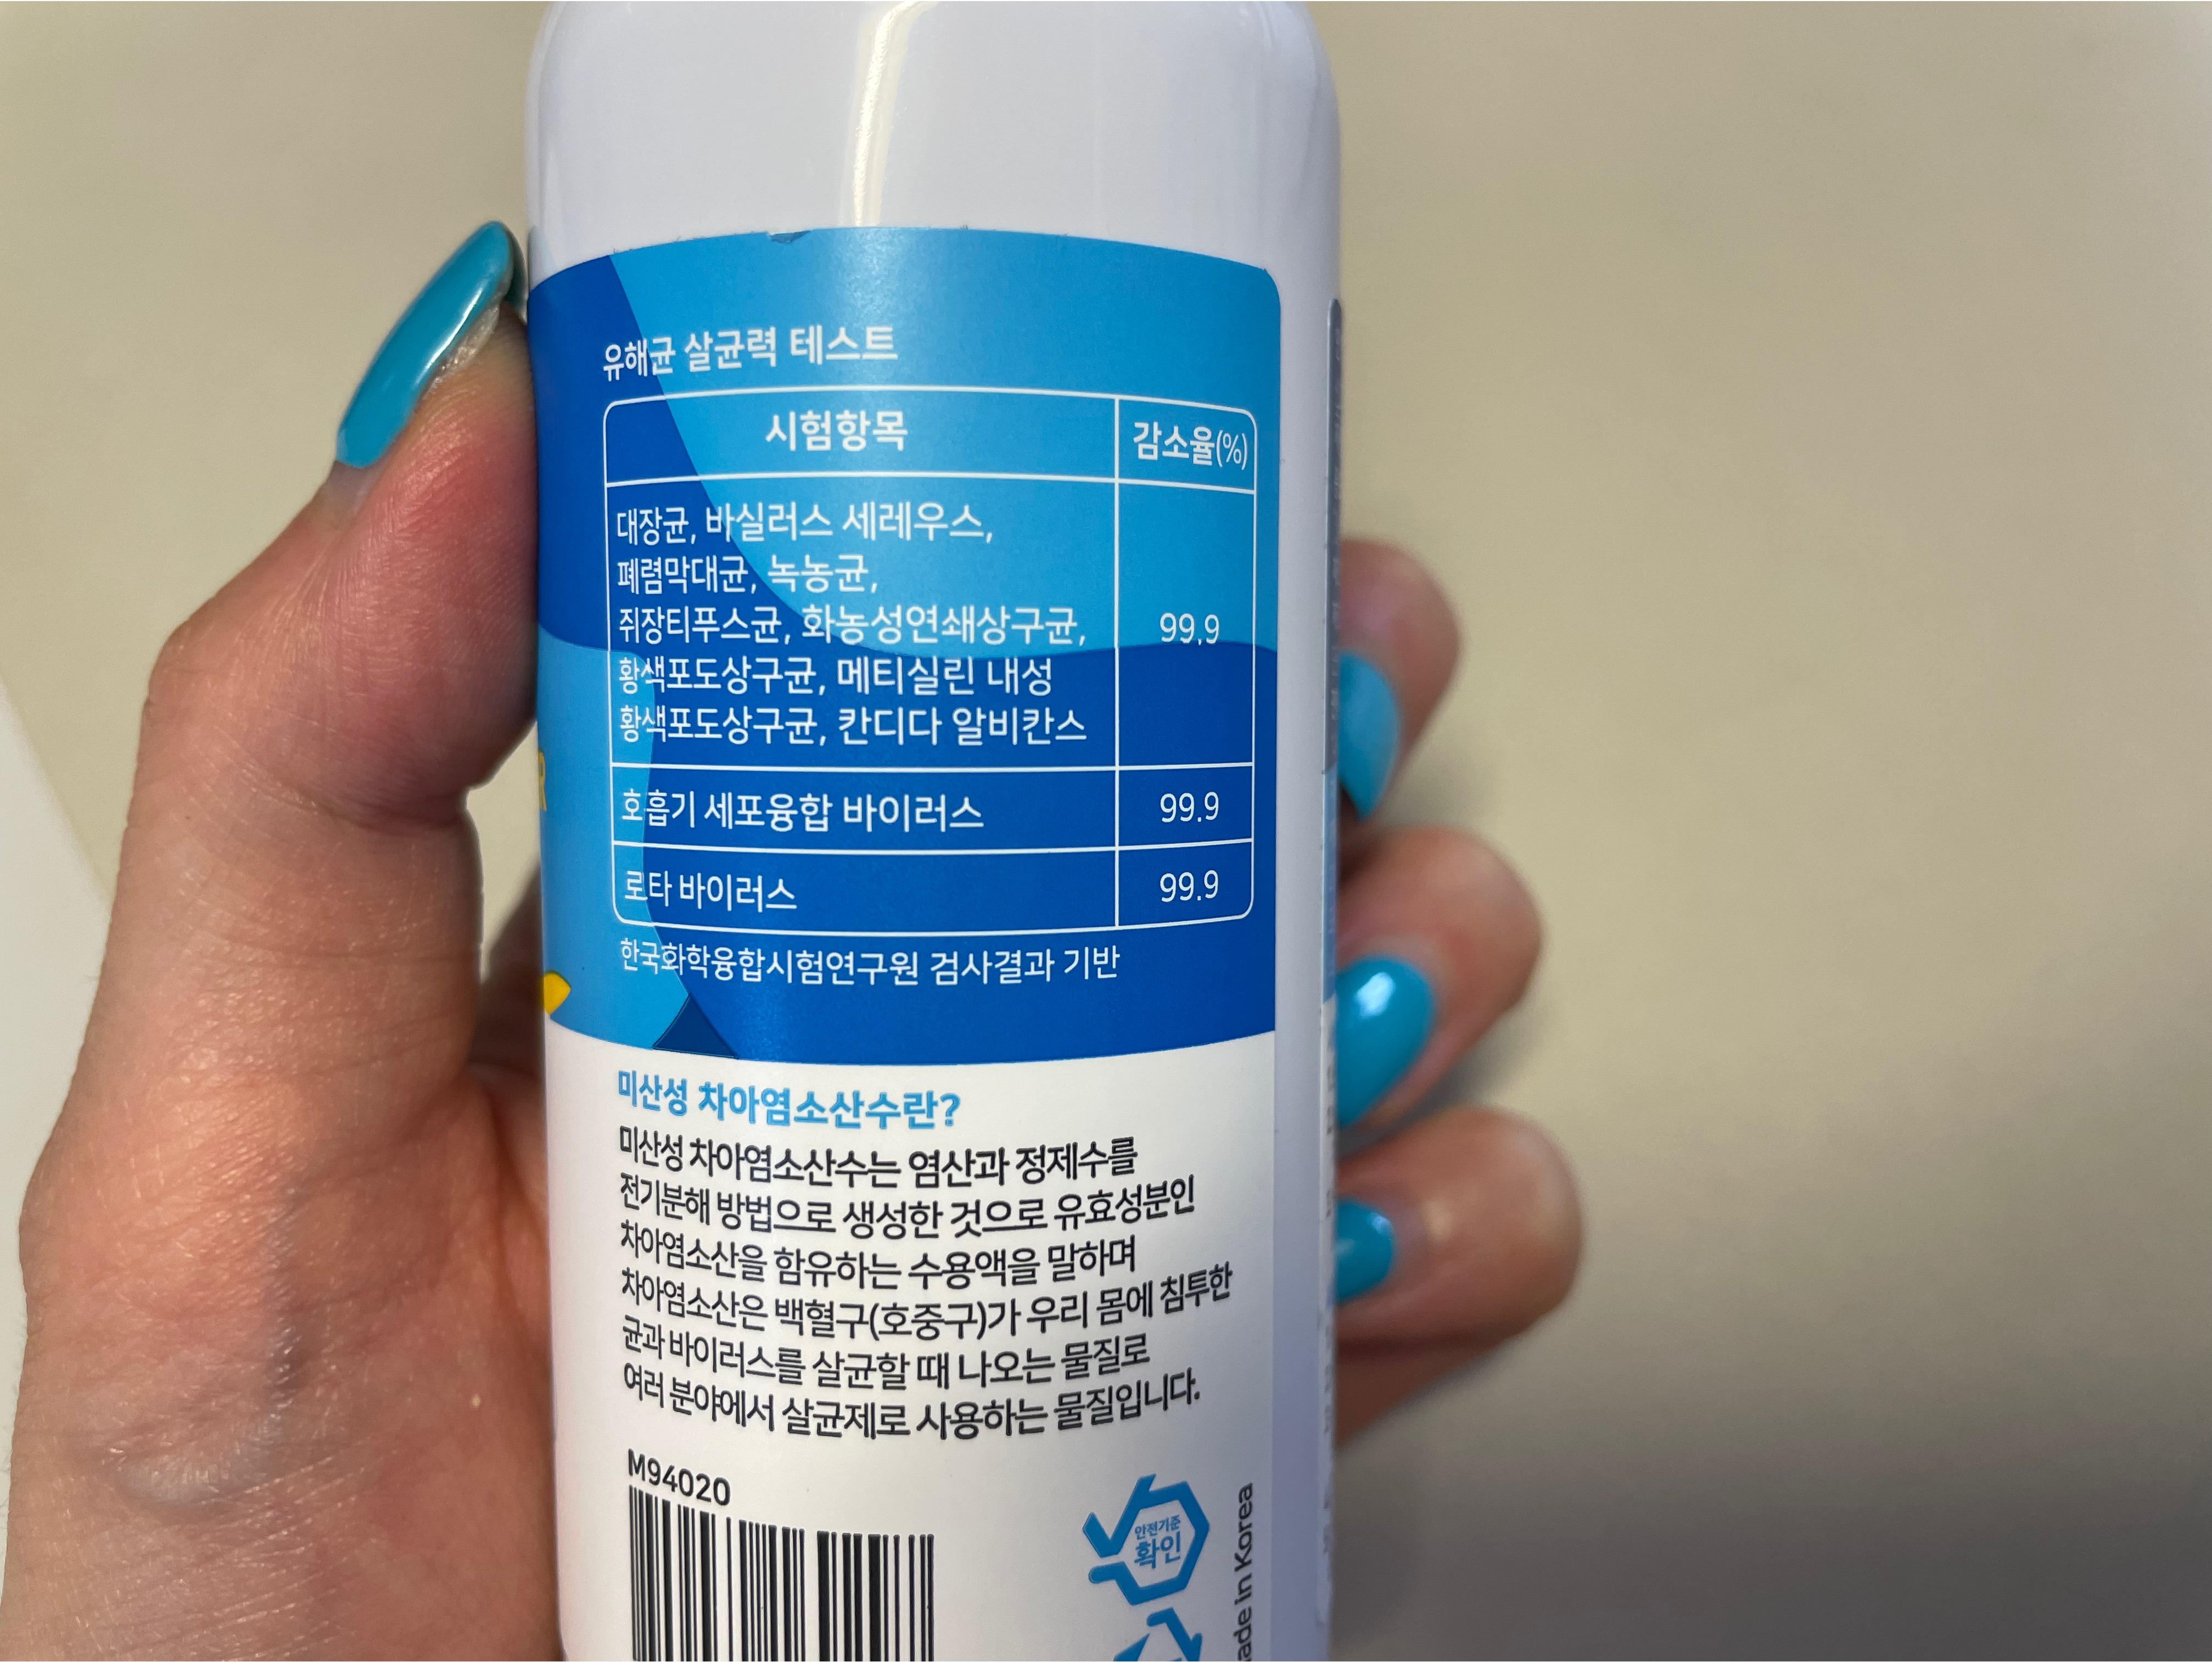 유해균 살균력 테스트
시험항목 감소율(%)
대장균, 바실러스 세레우스,
폐렴막대균, 녹농균,
쥐장티푸스균, 화농성연쇄상구균,
황색포도상구균, 메티실린 내성
황색포도상구균, 칸디다 알비칸스
99.9
호흡기 세포융합 바이러스 99.9
로타 바이러스 99.9
한국화학융합시험연구원 검사결과 기반
미산성 차아염소산수란?
미산성 차아염소산수는 염산과 정제수를
전기분해 방법으로 생성한 것으로 유효성분인
차아염소산을 함유하는 수용액을 말하며
차아염소산은 백혈구(호중구)가 우리 몸에 침투한
균과 바이러스를 살균할 때 나오는 물질로
여러 분야에서 살균제로 사용하는 물질입니다.
M94020
안전기준
확인
in Korea